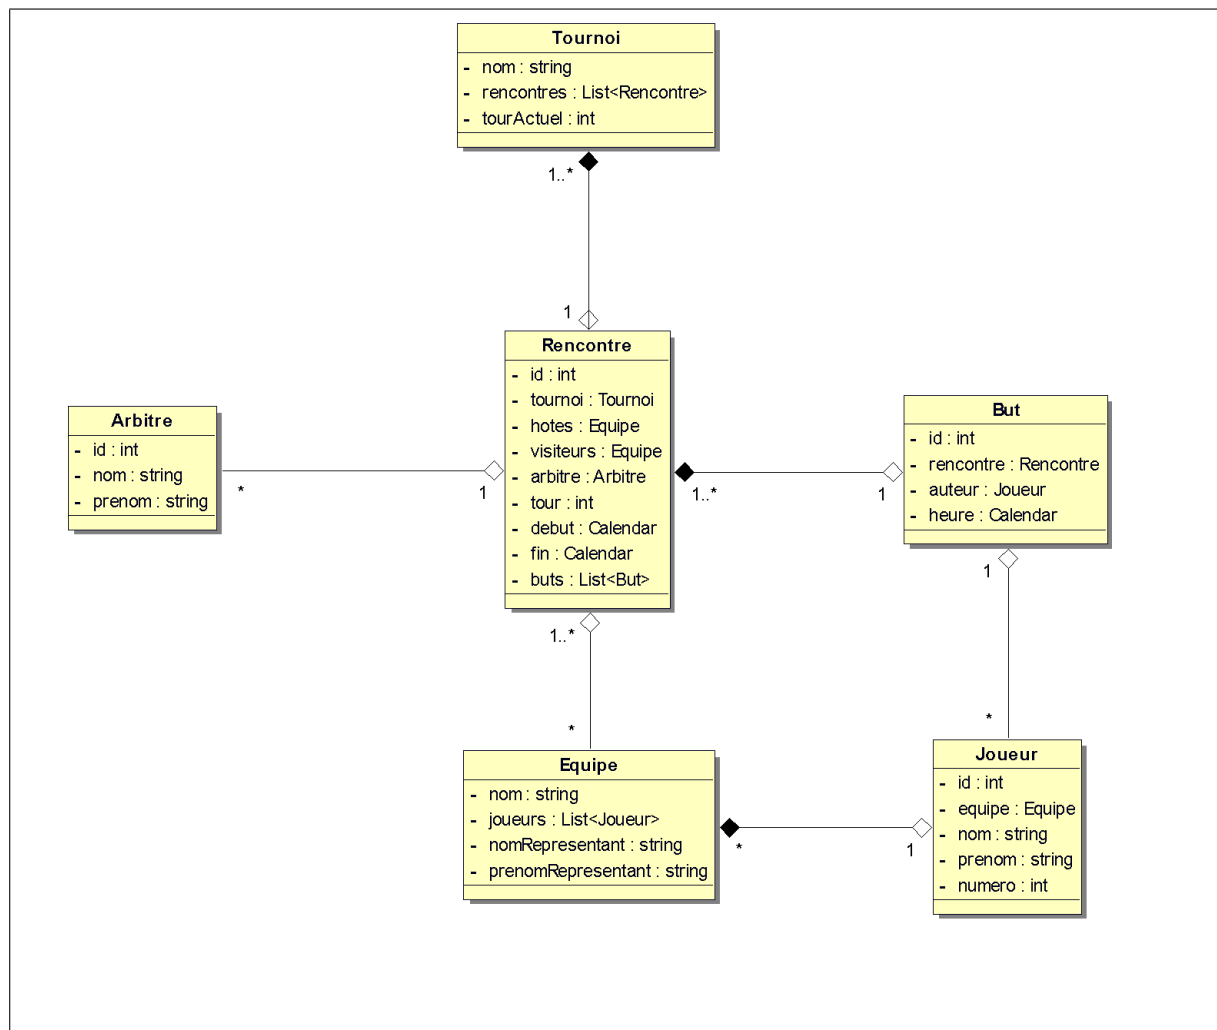 Tournoi
- nom : string
- rencontres : List<Rencontre>
- tourActuel : int
1..*
1
Rencontre
- id : int
- tournoi : Tournoi
- hotes : Equipe
- visiteurs : Equipe
- arbitre : Arbitre
- tour : int
- debut : Calendar
- fin : Calendar
- buts : List<But>
Arbitre
- id : int
- nom : string
- prenom : string
*
1
1..*
1
But
- id : int
- rencontre : Rencontre
- auteur : Joueur
- heure : Calendar
1
*
1..*
*
Equipe
- nom : string
- joueurs : List<Joueur>
- nomRepresentant : string
- prenomRepresentant : string
*
1
Joueur
- id : int
- equipe : Equipe
- nom : string
- prenom : string
- numero : int